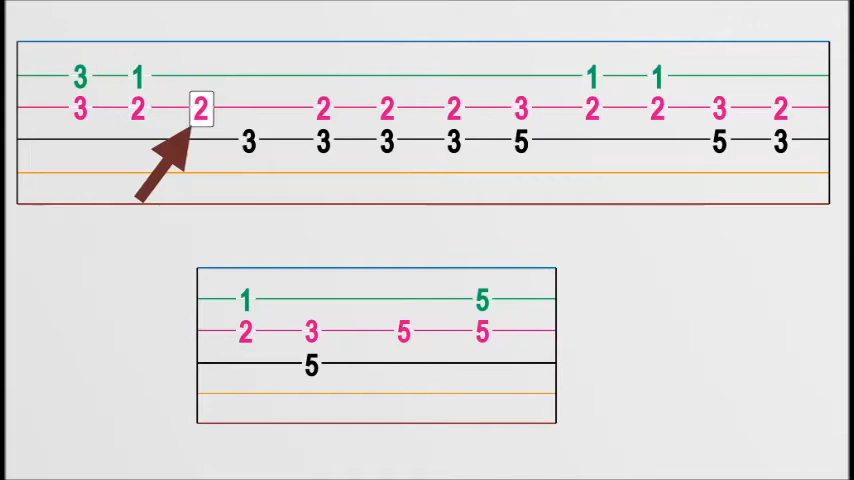 3 1 1 1
3 2 2 2 2 2 3 2 2 3 2
3 3 3 3 5 5 3
1 5
2 3 5 5
5